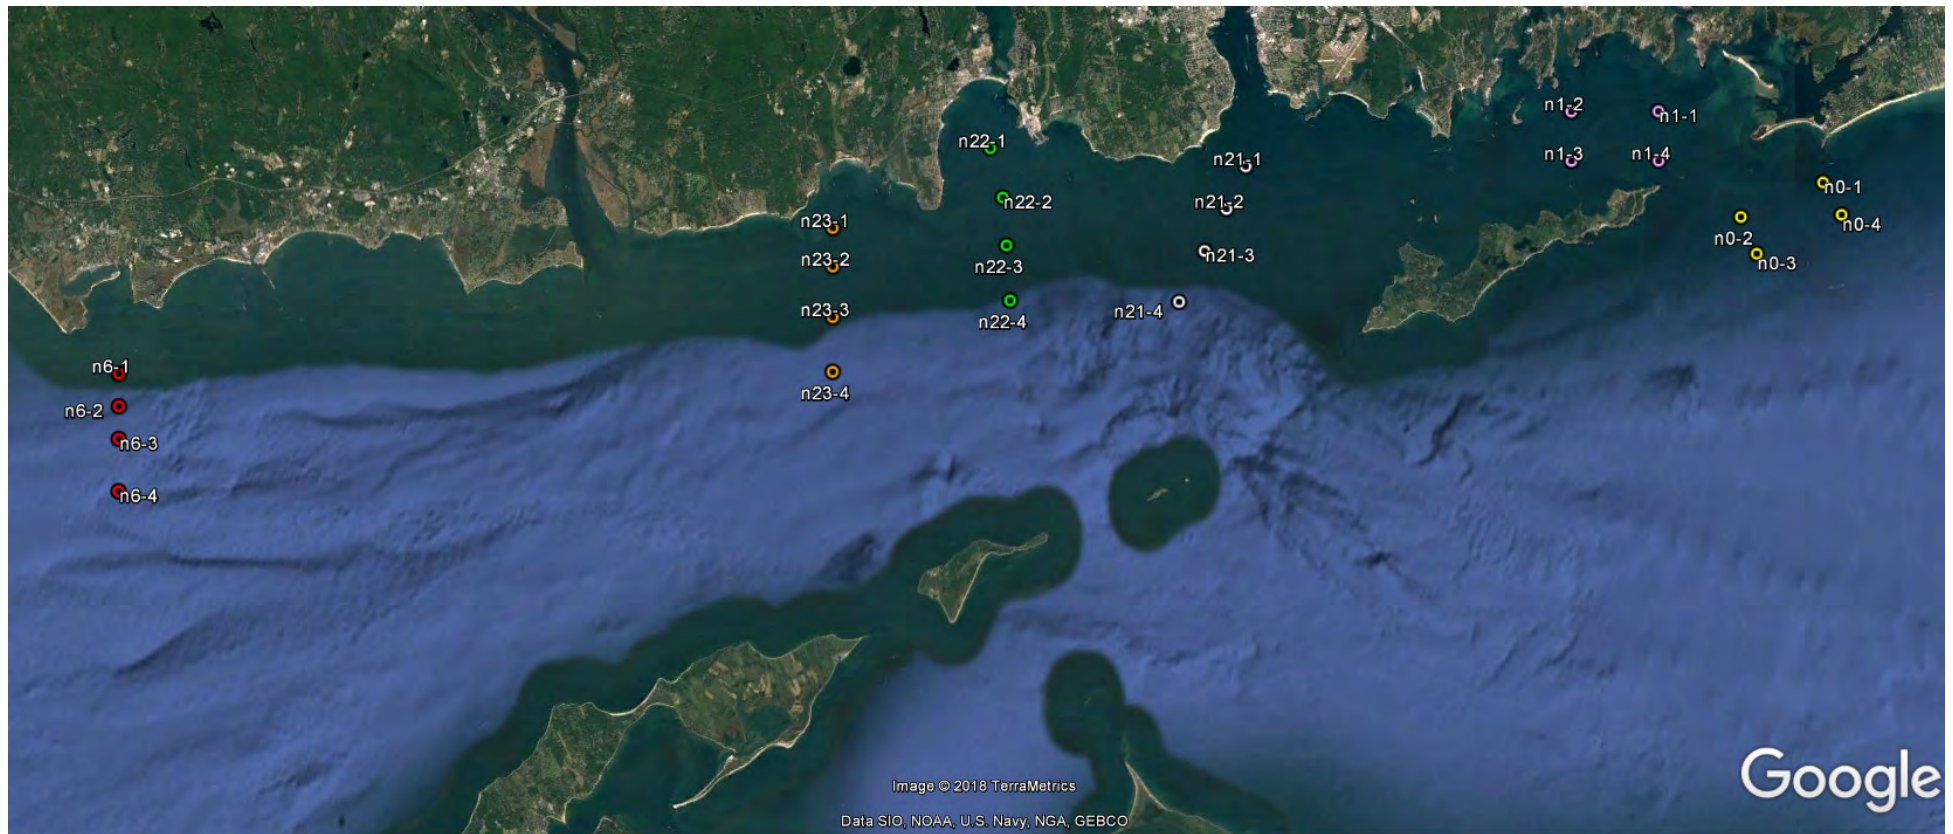 n1-2
n1-1
n22-1
n21-1
n1-3
n1-4
n0-1
n22-2
n21-2
n23-1
n0-2
n0-4
n23-2
n22-3
n21-3
n0-3
n23-3
n22-4
n21-4
n6-1
n23-4
n6-2
n6-3
n6-4
Google
Image © 2018 TerraMetrics
Data SIO, NOAA, U.S. Navy, NGA, GEBCO